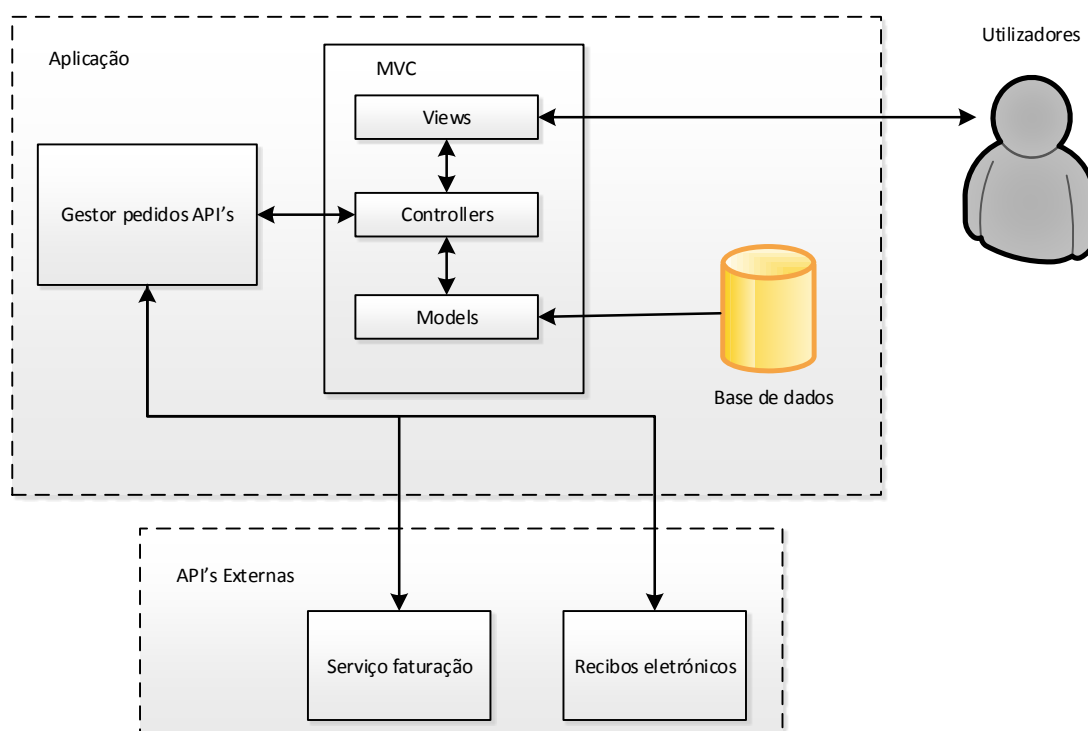 Utilizadores
Aplicação
MVC
Views
Gestor pedidos API's
Controllers
Models
Base de dados
API's Externas
Serviço faturação
Recibos eletrónicos